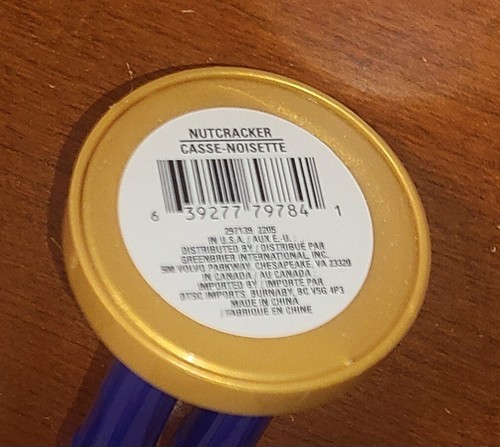 NUTCRACKER
CASSE-NOISETTE
6 39277 79784 1
297139 2205
IN U.S.A. / AUX E.-U. :
DISTRIBUTED BY / DISTRIBUÉ PAR
GREENBRIER INTERNATIONAL, INC.
500 VOLVO PARKWAY, CHESAPEAKE, VA 23320
IN CANADA / AU CANADA :
IMPORTED BY / IMPORTÉ PAR
DTSC IMPORTS, BURNABY, BC V5G 1P3
MADE IN CHINA
/ FABRIQUÉ EN CHINE